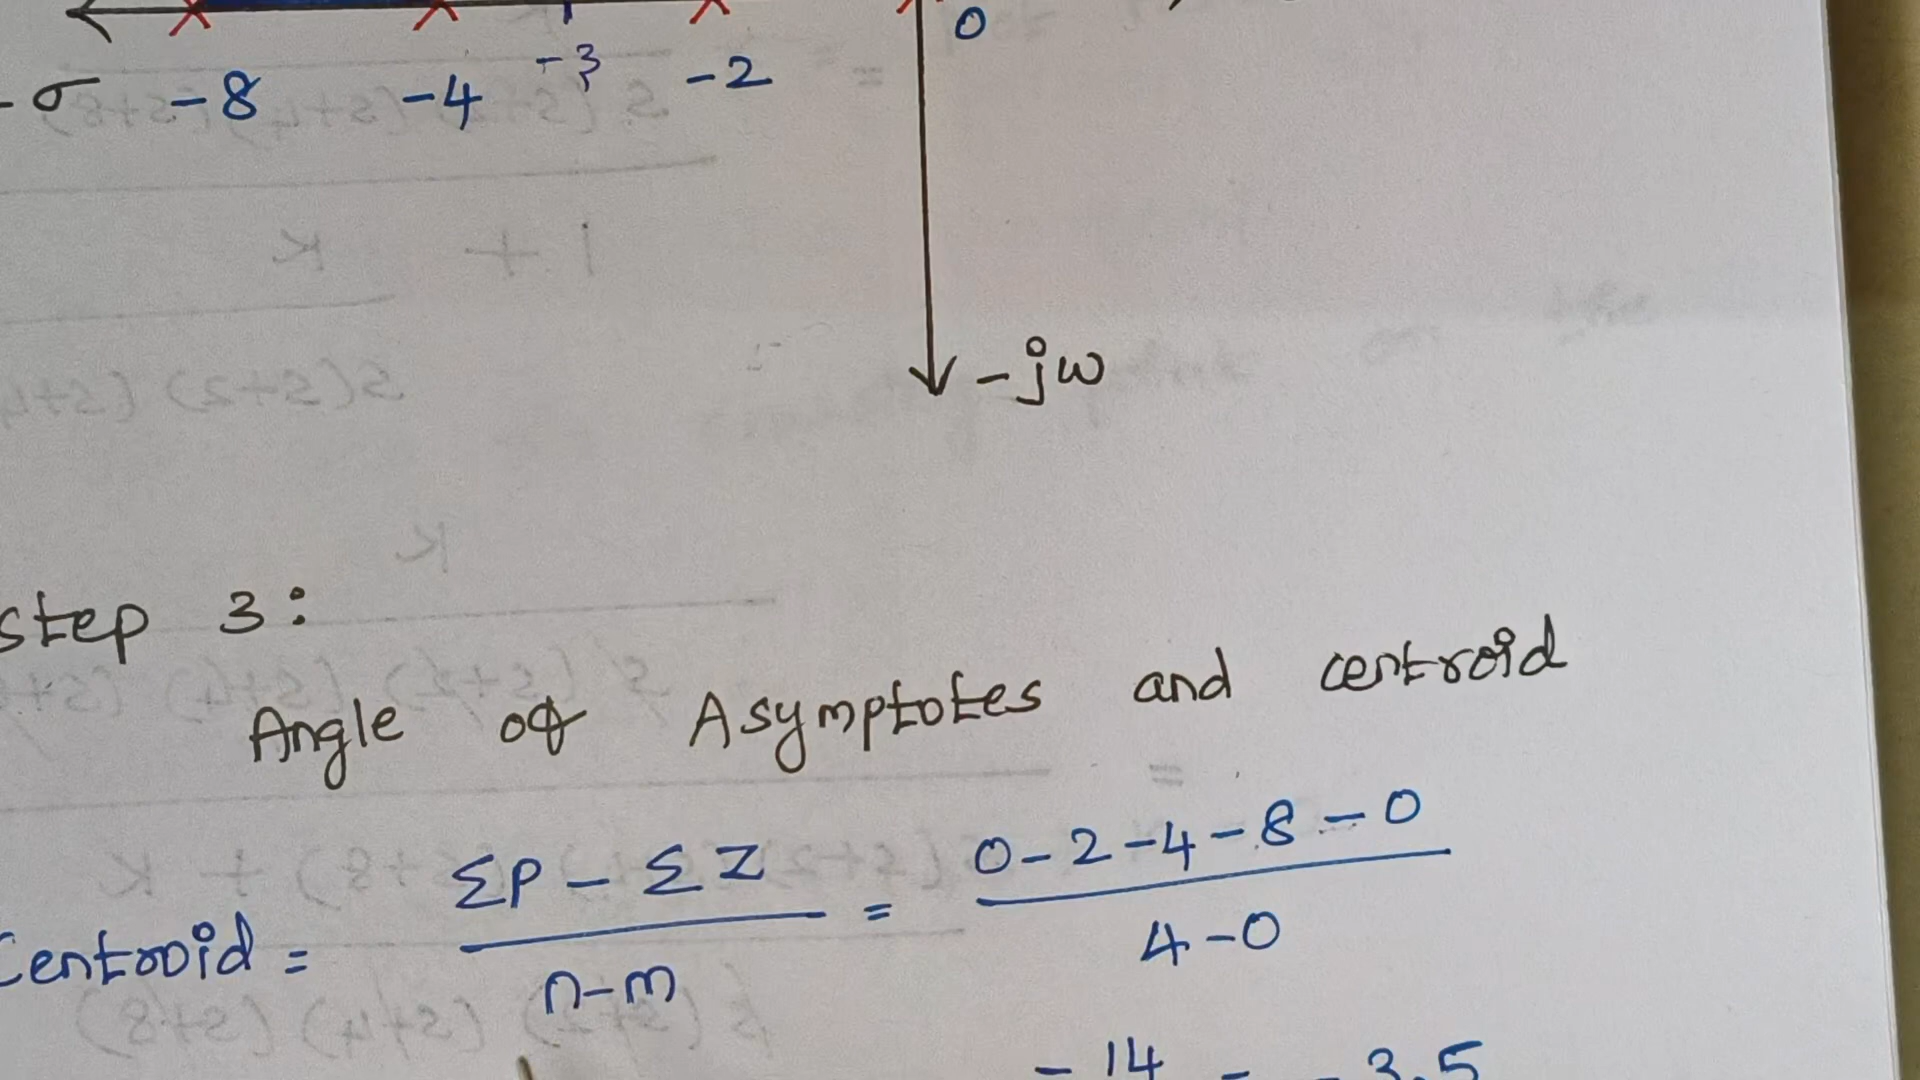 0
-σ -8 -4 -3 -2
-jω
step 3:
Angle of Asymptotes and centroid
Centroid = ΣP - ΣZ / n-m = 0-2-4-8-0 / 4-0
-14 = -3.5